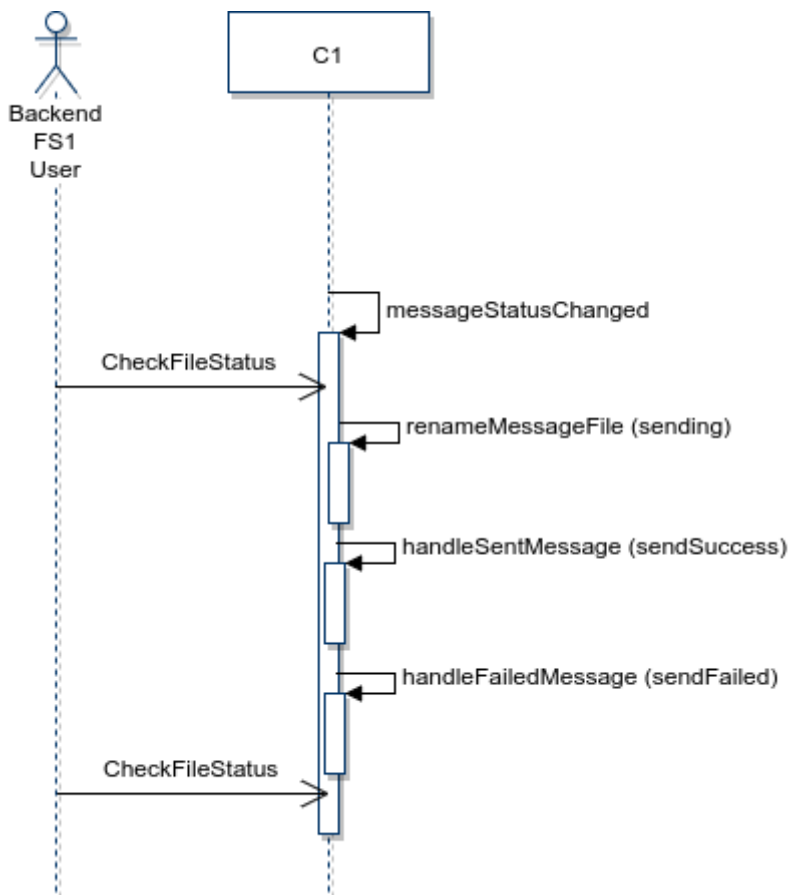 C1
Backend
FS1
User
messageStatusChanged
CheckFileStatus
renameMessageFile (sending)
handleSentMessage (sendSuccess)
handleFailedMessage (sendFailed)
CheckFileStatus